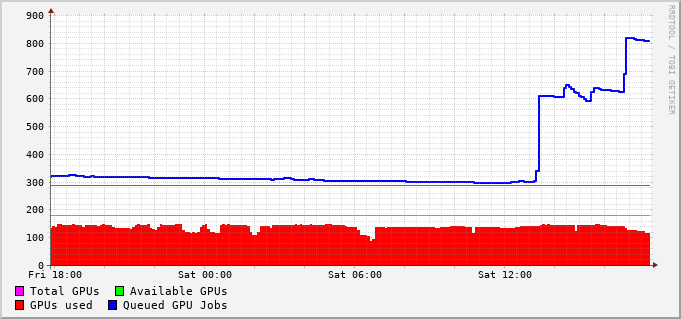 900
800
700
600
500
400
300
200
100
0
Fri 18:00 Sat 00:00 Sat 06:00 Sat 12:00
Total GPUs Available GPUs
GPUs used Queued GPU Jobs
RRDTOOL / TOBI OETIKER